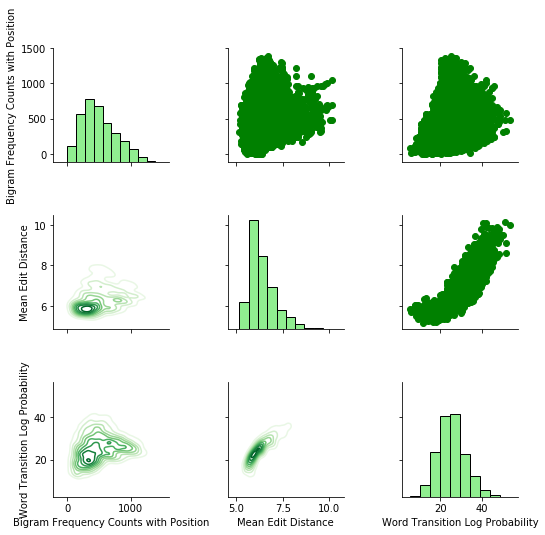 Bigram Frequency Counts with Position
1500
1000
500
0
Mean Edit Distance
10
8
6
Word Transition Log Probability
40
20
0
1000
Bigram Frequency Counts with Position
5.0
7.5
10.0
Mean Edit Distance
20
40
Word Transition Log Probability